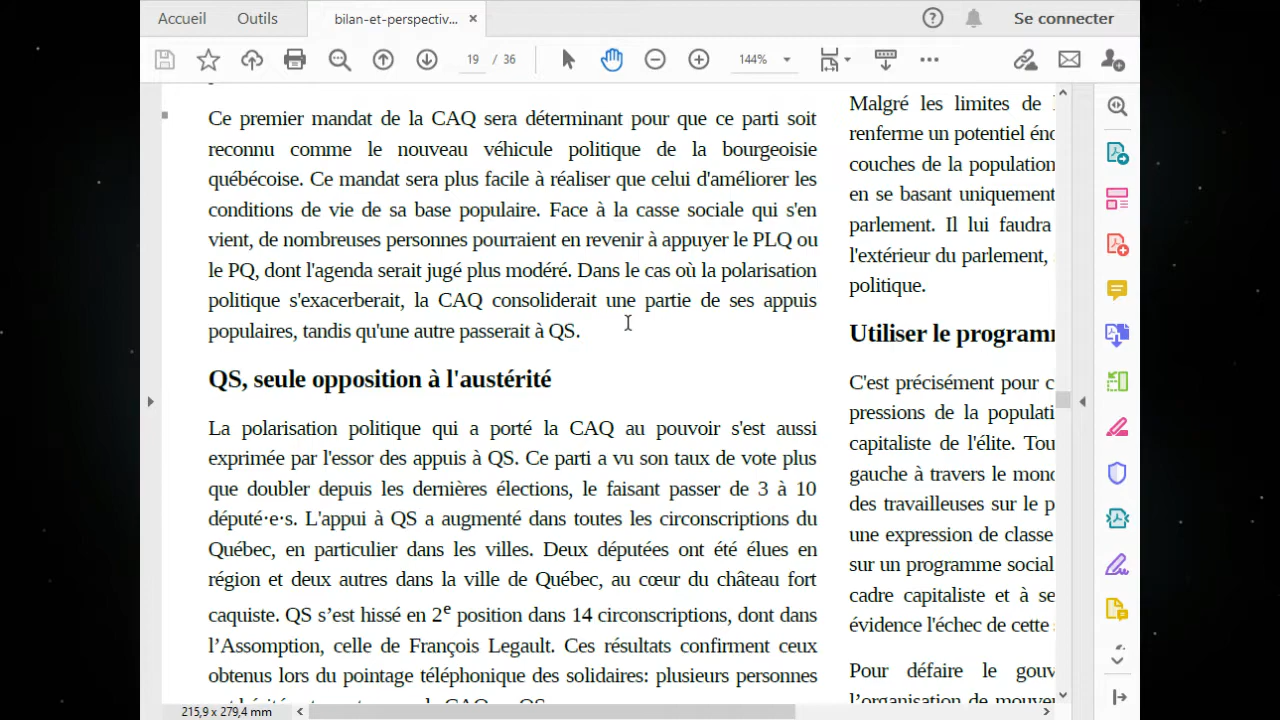 Accueil
Outils
bilan-et-perspectiv...
Se connecter
19 / 36
144%
Ce premier mandat de la CAQ sera déterminant pour que ce parti soit
reconnu comme le nouveau véhicule politique de la bourgeoisie
québécoise. Ce mandat sera plus facile à réaliser que celui d'améliorer les
conditions de vie de sa base populaire. Face à la casse sociale qui s'en
vient, de nombreuses personnes pourraient en revenir à appuyer le PLQ ou
le PQ, dont l'agenda serait jugé plus modéré. Dans le cas où la polarisation
politique s'exacerberait, la CAQ consoliderait une partie de ses appuis
populaires, tandis qu'une autre passerait à QS.
QS, seule opposition à l'austérité
La polarisation politique qui a porté la CAQ au pouvoir s'est aussi
exprimée par l'essor des appuis à QS. Ce parti a vu son taux de vote plus
que doubler depuis les dernières élections, le faisant passer de 3 à 10
député·e·s. L'appui à QS a augmenté dans toutes les circonscriptions du
Québec, en particulier dans les villes. Deux députées ont été élues en
région et deux autres dans la ville de Québec, au cœur du château fort
caquiste. QS s’est hissé en 2e position dans 14 circonscriptions, dont dans
l’Assomption, celle de François Legault. Ces résultats confirment ceux
obtenus lors du pointage téléphonique des solidaires: plusieurs personnes
Malgré les limites de
renferme un potentiel
couches de la population
en se basant uniquement
parlement. Il lui faudra
l'extérieur du parlement,
politique.
Utiliser le
C'est précisément pour
pressions de la
capitaliste de l'élite.
gauche à travers le
des travailleuses sur le
une expression de classe
sur un programme
cadre capitaliste et à
évidence l'échec de cette
Pour défaire le
l’organisation de
215,9 x 279,4 mm